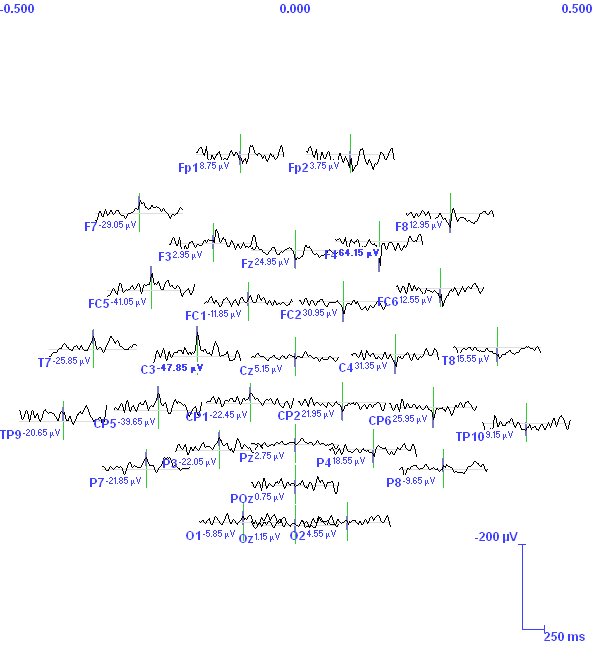 -0.500 0.000 0.500
Fp1 8.75 µV Fp2 3.75 µV
F7 -29.05 µV F8 12.95 µV
F3 2.95 µV Fz 24.95 µV F4 64.15 µV
FC5 -41.05 µV FC1 -11.85 µV FC2 30.95 µV FC6 12.55 µV
T7 -25.85 µV C3 -47.85 µV Cz 5.15 µV C4 31.35 µV T8 15.55 µV
TP9 -20.65 µV CP5 -39.65 µV CP1 -22.45 µV CP2 21.95 µV CP6 25.95 µV TP10 9.15 µV
P7 -21.85 µV P3 -22.05 µV Pz 2.75 µV P4 18.55 µV P8 -9.65 µV
POz 0.75 µV
O1 -5.85 µV Oz 1.15 µV O2 4.55 µV
-200 µV
250 ms